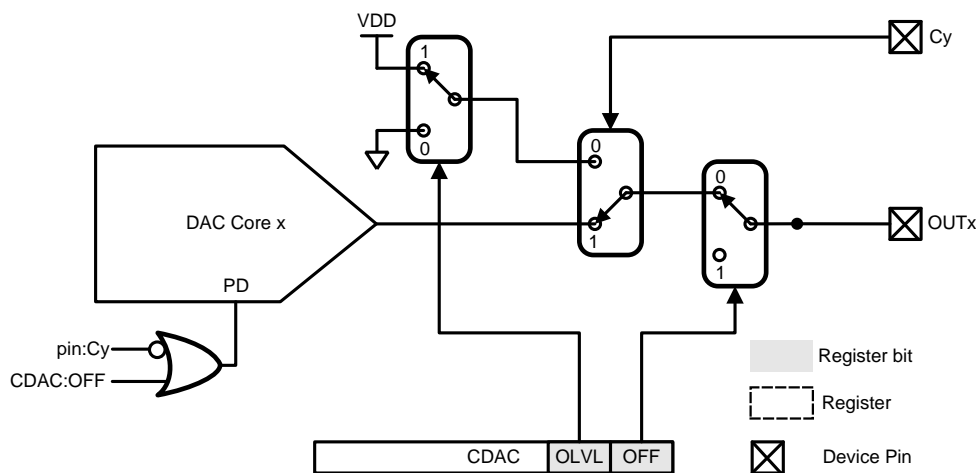 VDD
1
Cy
0
0
0
DAC Core x
OUTx
1
1
PD
pin:Cy
CDAC:OFF
Register bit
Register
CDAC OLVL OFF
Device Pin